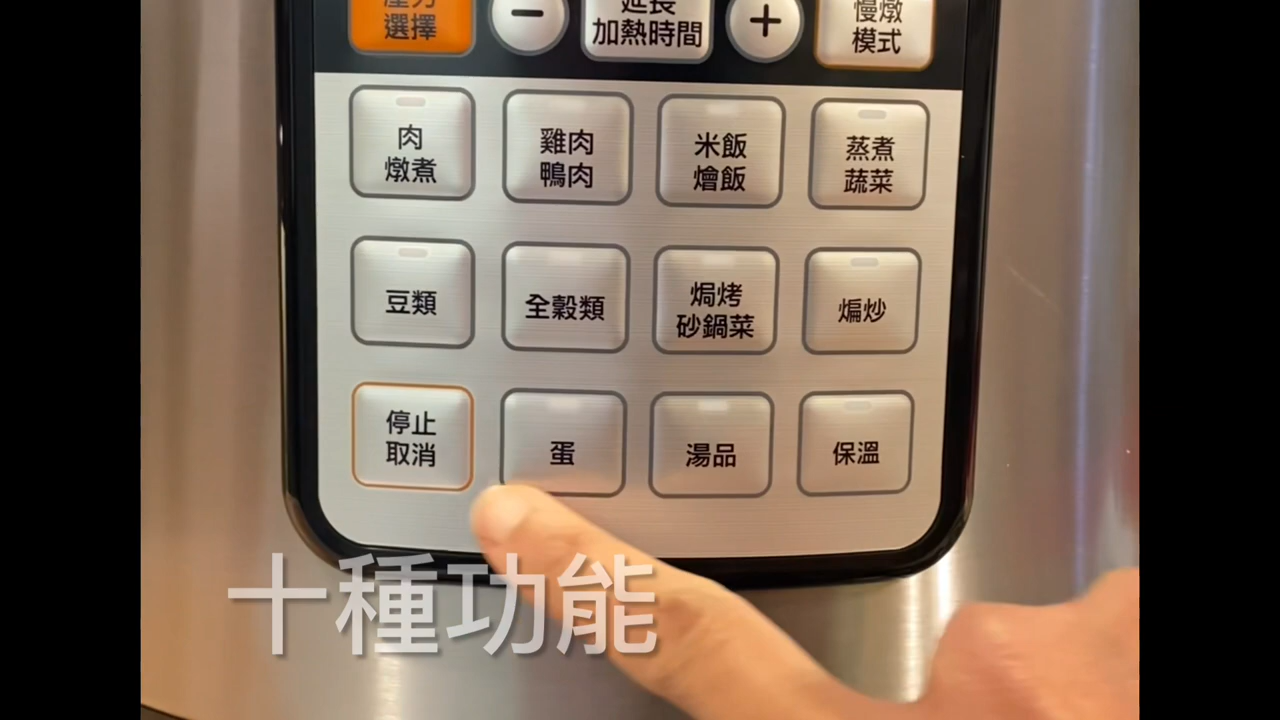 壓力
選擇
−
延長
加熱時間
+
慢燉
模式
肉
燉煮
雞肉
鴨肉
米飯
燴飯
蒸煮
蔬菜
豆類
全穀類
焗烤
砂鍋菜
煸炒
停止
取消
蛋
湯品
保溫
十種功能